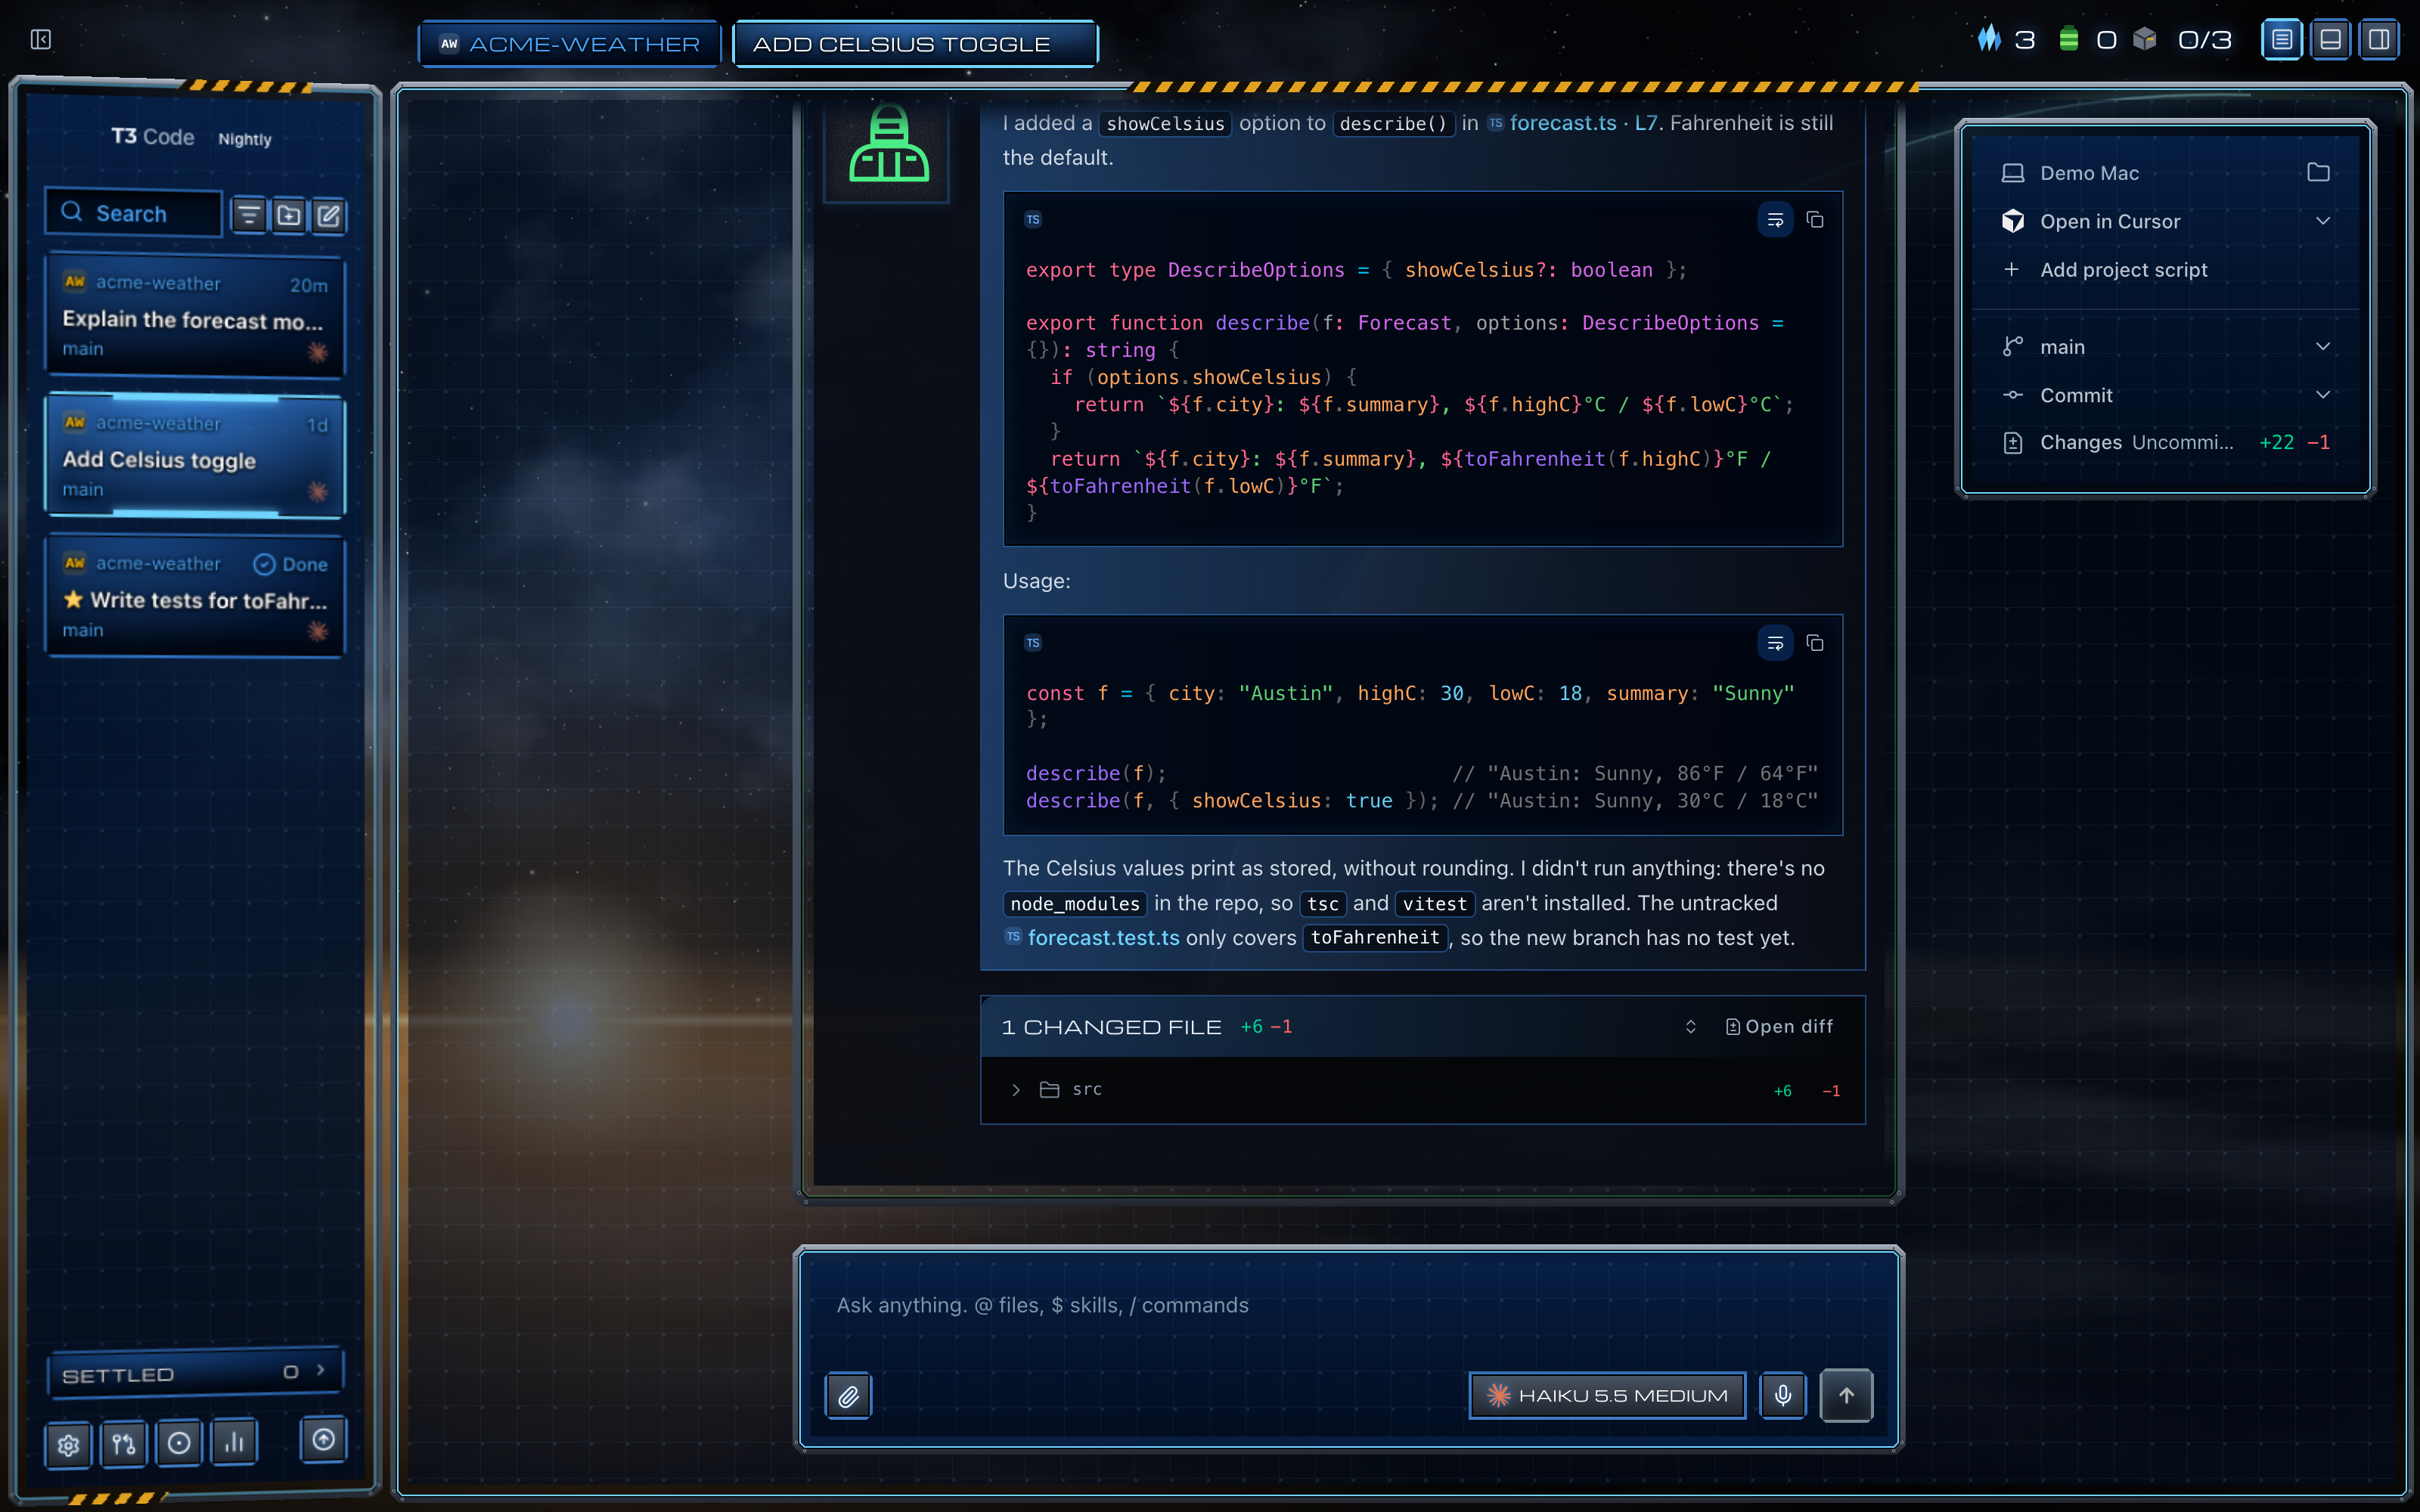 AW ACME-WEATHER
ADD CELSIUS TOGGLE
3 0 0/3
T3 Code Nightly
Search
AW acme-weather 20m
Explain the forecast mo...
main
AW acme-weather 1d
Add Celsius toggle
main
AW acme-weather Done
Write tests for toFahr...
main
SETTLED 0
I added a showCelsius option to describe() in TS forecast.ts · L7. Fahrenheit is still
the default.
TS
export type DescribeOptions = { showCelsius?: boolean };
export function describe(f: Forecast, options: DescribeOptions =
{}): string {
if (options.showCelsius) {
return `${f.city}: ${f.summary}, ${f.highC}°C / ${f.lowC}°C`;
}
return `${f.city}: ${f.summary}, ${toFahrenheit(f.highC)}°F /
${toFahrenheit(f.lowC)}°F`;
}
Usage:
TS
const f = { city: "Austin", highC: 30, lowC: 18, summary: "Sunny"
};
describe(f); // "Austin: Sunny, 86°F / 64°F"
describe(f, { showCelsius: true }); // "Austin: Sunny, 30°C / 18°C"
The Celsius values print as stored, without rounding. I didn't run anything: there's no
node_modules in the repo, so tsc and vitest aren't installed. The untracked
TS forecast.test.ts only covers toFahrenheit, so the new branch has no test yet.
1 CHANGED FILE +6 −1 Open diff
src +6 −1
Ask anything. @ files, $ skills, / commands
HAIKU 5.5 MEDIUM
Demo Mac
Open in Cursor
Add project script
main
Commit
Changes Uncommi... +22 −1